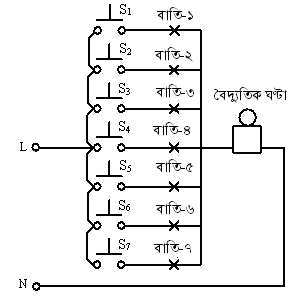 S1 বাতি-১
S2 বাতি-২
S3 বাতি-৩
বৈদ্যুতিক ঘণ্টা
S4 বাতি-৪
L
S5 বাতি-৫
S6 বাতি-৬
S7 বাতি-৭
N